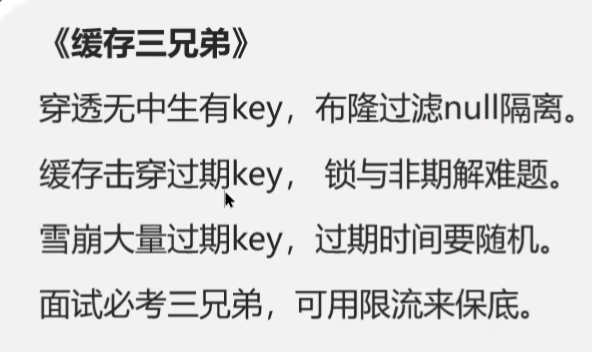 《缓存三兄弟》
穿透无中生有key，布隆过滤null隔离。
缓存击穿过期key， 锁与非期解难题。
雪崩大量过期key，过期时间要随机。
面试必考三兄弟，可用限流来保底。